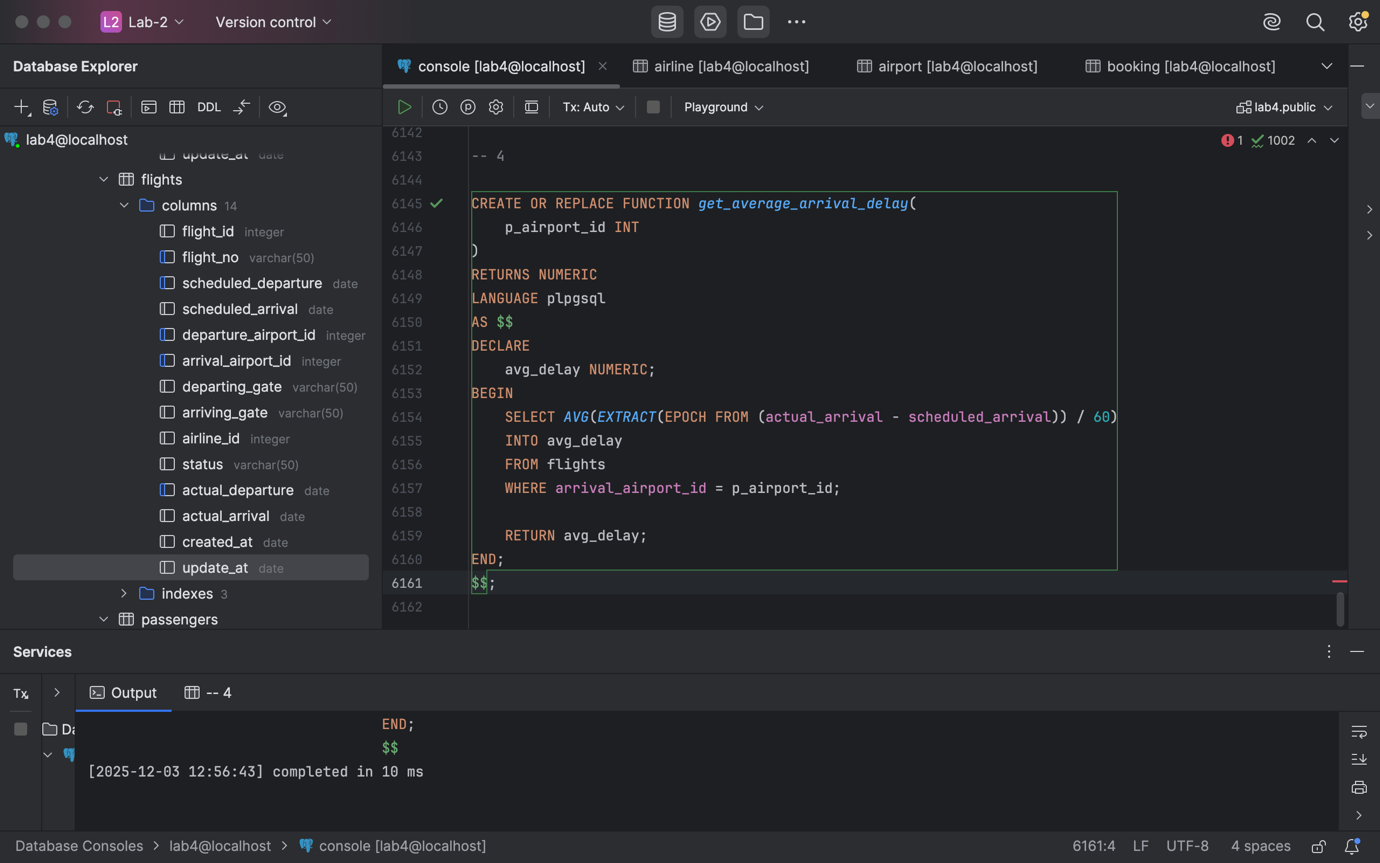 L2 Lab-2 Version control
Database Explorer
console [lab4@localhost] airline [lab4@localhost] airport [lab4@localhost] booking [lab4@localhost]
DDL
Tx: Auto Playground lab4.public
lab4@localhost
update_at date
flights
columns 14
flight_id integer
flight_no varchar(50)
scheduled_departure date
scheduled_arrival date
departure_airport_id integer
arrival_airport_id integer
departing_gate varchar(50)
arriving_gate varchar(50)
airline_id integer
status varchar(50)
actual_departure date
actual_arrival date
created_at date
update_at date
indexes 3
passengers
1 1002
6142
6143 -- 4
6144
6145 CREATE OR REPLACE FUNCTION get_average_arrival_delay(
6146 p_airport_id INT
6147 )
6148 RETURNS NUMERIC
6149 LANGUAGE plpgsql
6150 AS $$
6151 DECLARE
6152 avg_delay NUMERIC;
6153 BEGIN
6154 SELECT AVG(EXTRACT(EPOCH FROM (actual_arrival - scheduled_arrival)) / 60)
6155 INTO avg_delay
6156 FROM flights
6157 WHERE arrival_airport_id = p_airport_id;
6158
6159 RETURN avg_delay;
6160 END;
6161 $$;
6162
Services
Tx Output -- 4
Da
END;
$$
[2025-12-03 12:56:43] completed in 10 ms
Database Consoles > lab4@localhost > console [lab4@localhost]
6161:4 LF UTF-8 4 spaces